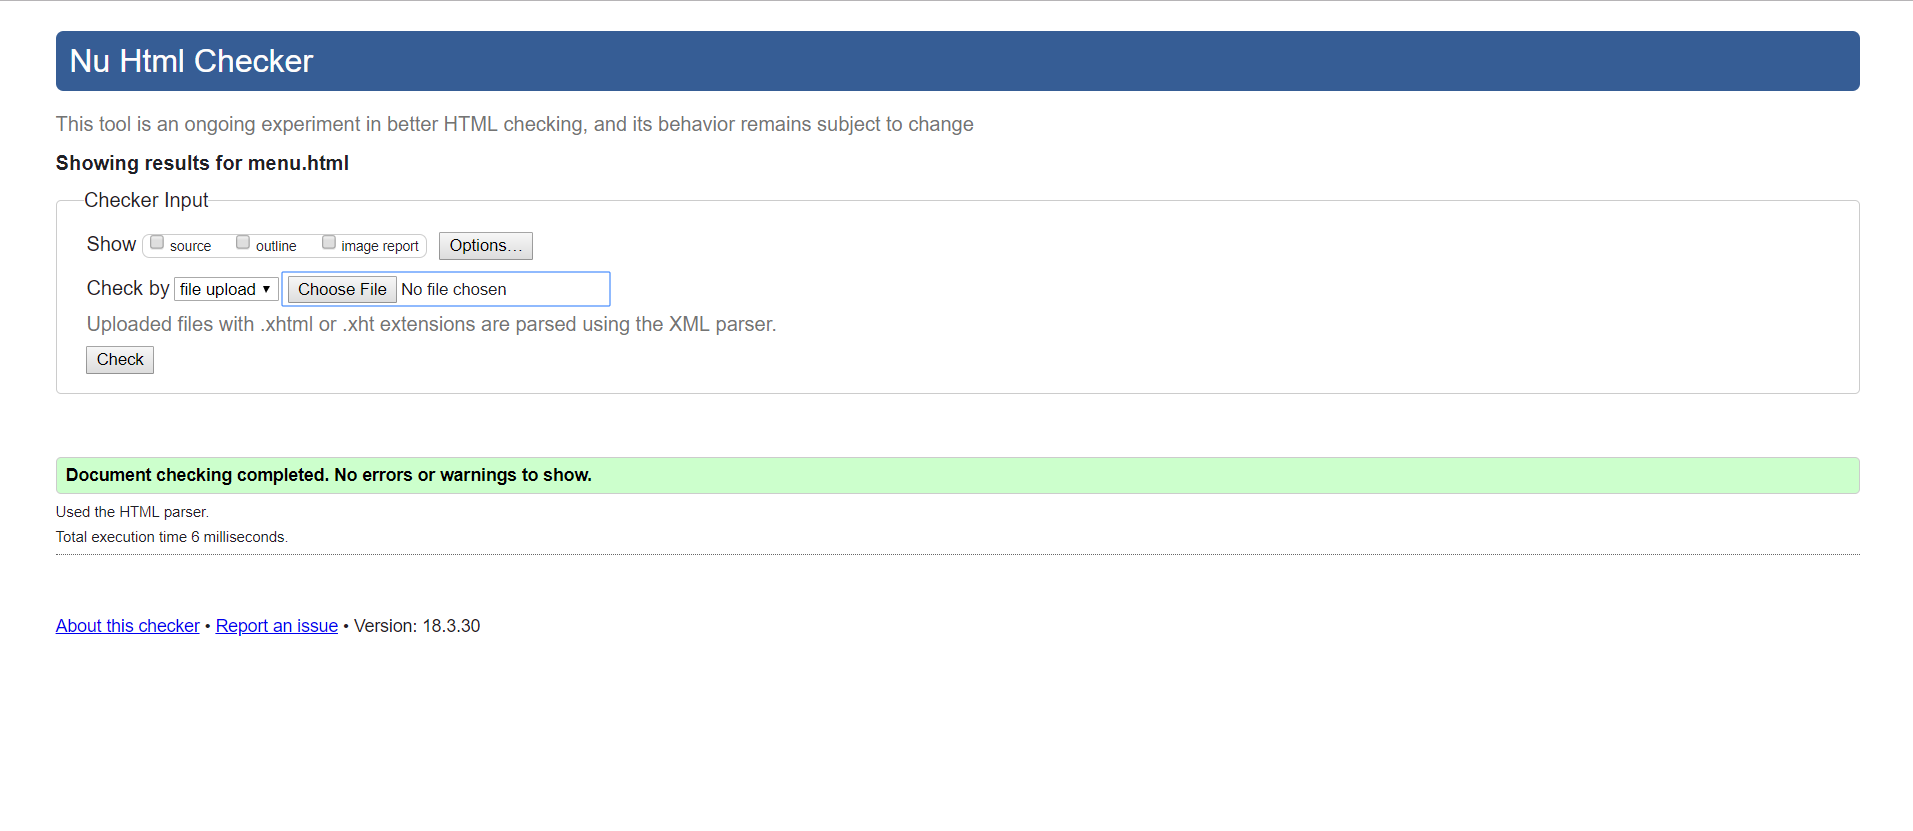 Nu Html Checker
This tool is an ongoing experiment in better HTML checking, and its behavior remains subject to change
Showing results for menu.html
Checker Input
Show source outline image report Options…
Check by file upload Choose File No file chosen
Uploaded files with .xhtml or .xht extensions are parsed using the XML parser.
Check
Document checking completed. No errors or warnings to show.
Used the HTML parser.
Total execution time 6 milliseconds.
About this checker • Report an issue • Version: 18.3.30